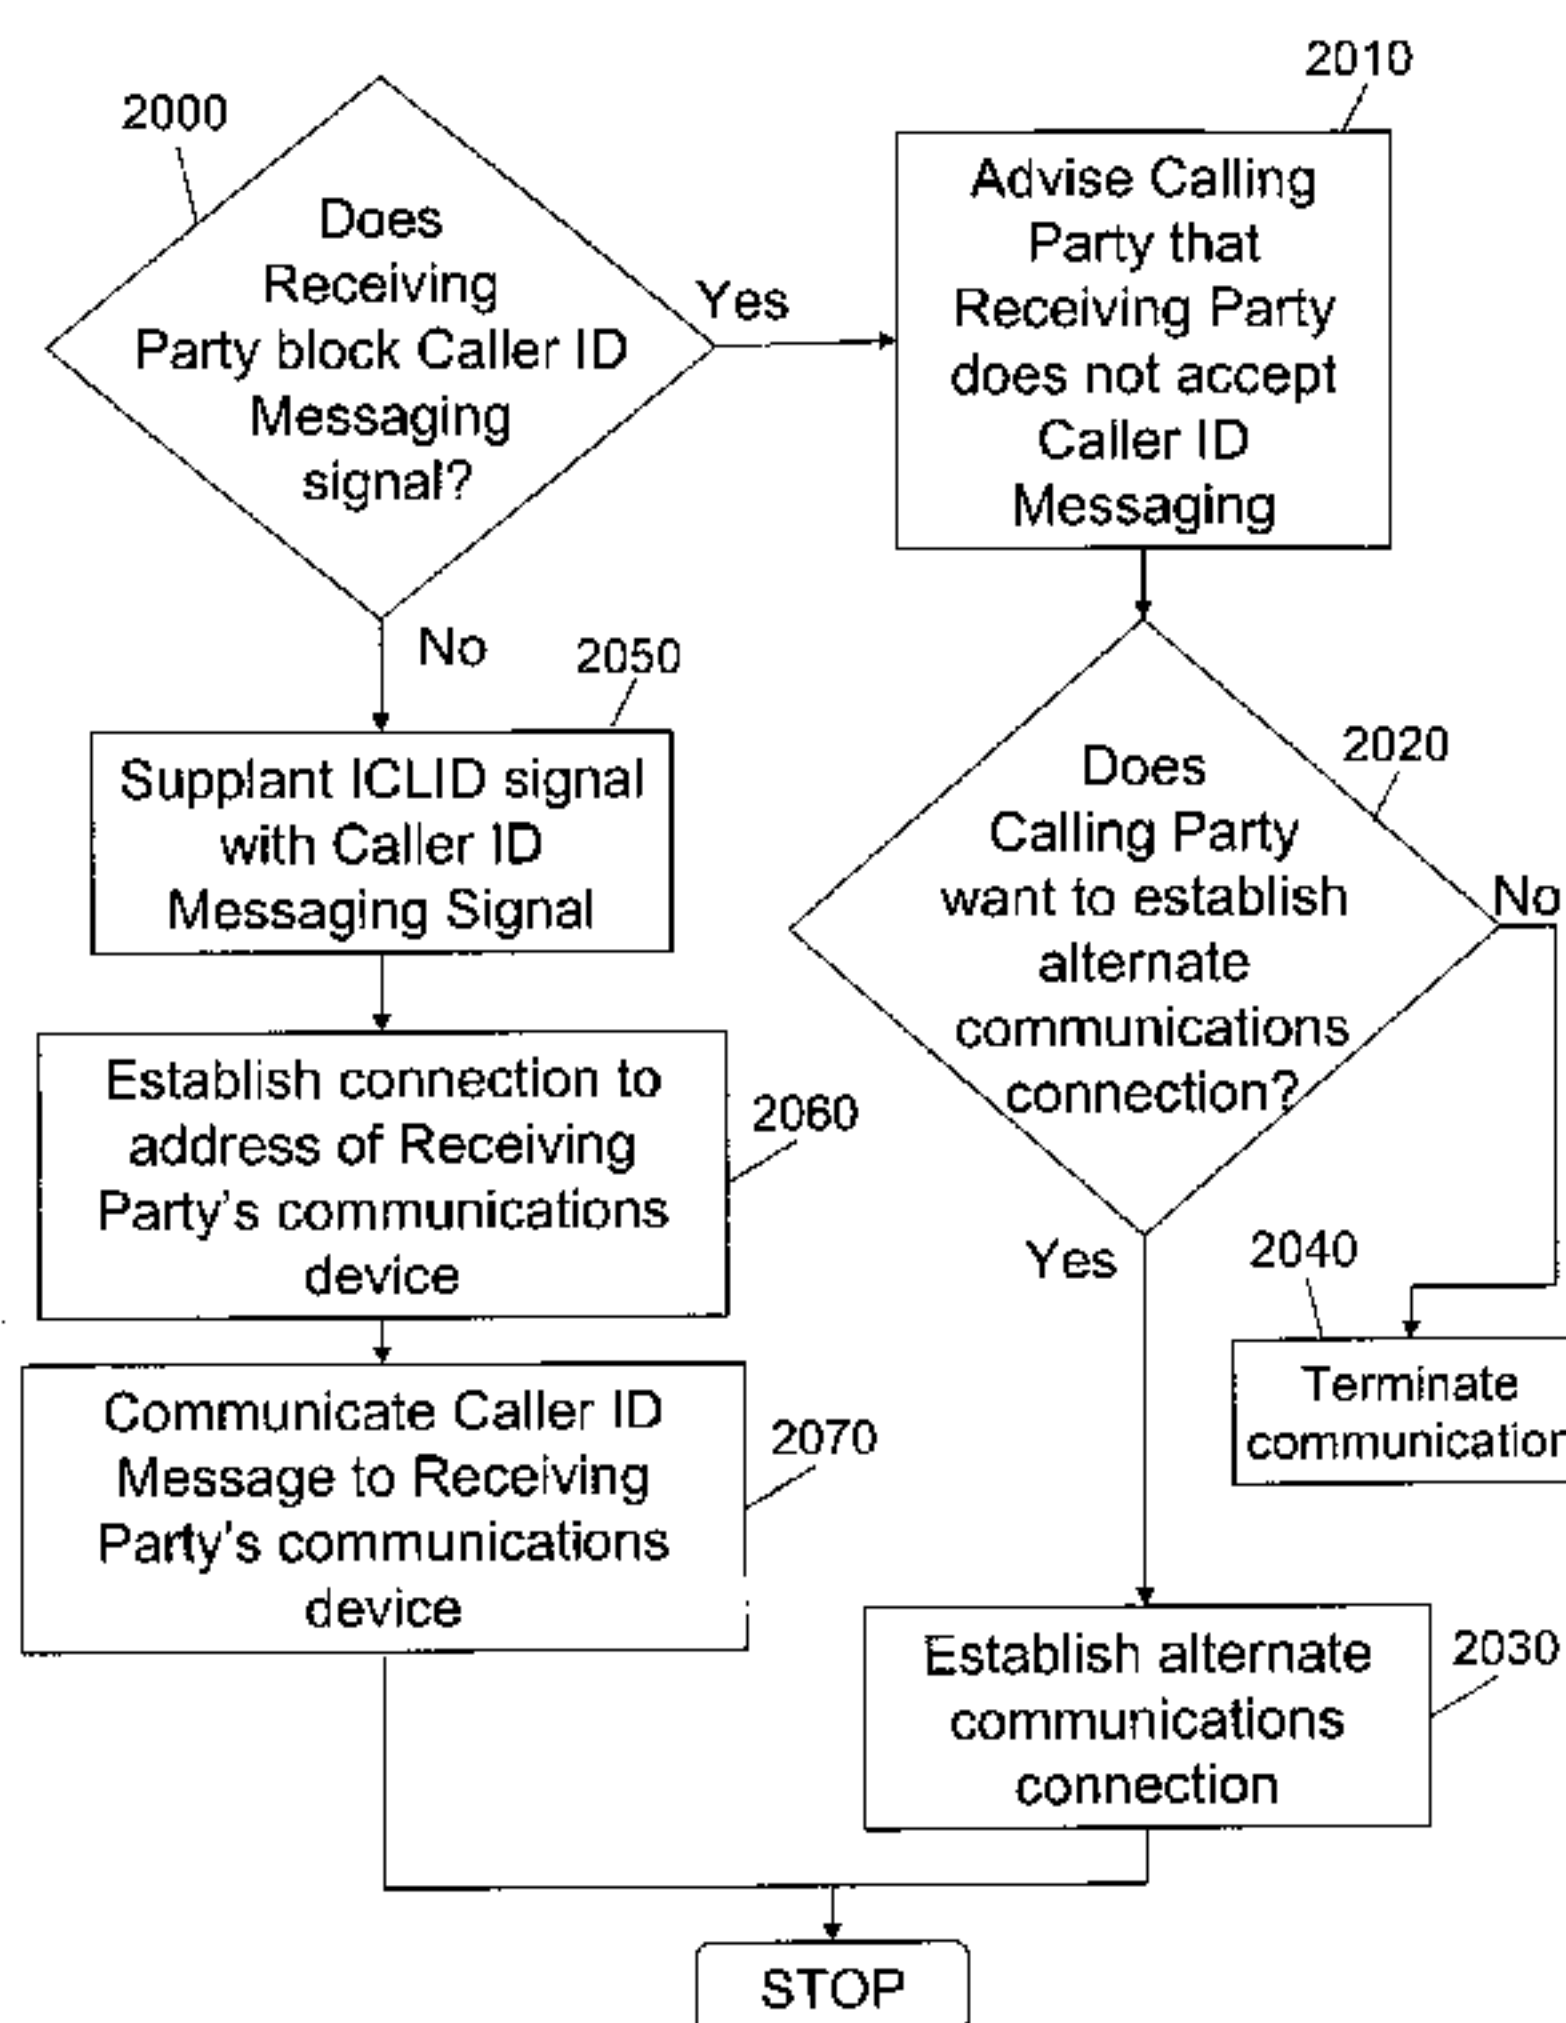 2000
Does
Receiving
Party block Caller ID
Messaging
signal?
Yes
2010
Advise Calling
Party that
Receiving Party
does not accept
Caller ID
Messaging
No
2050
Supplant ICLID signal
with Caller ID
Messaging Signal
2020
Does
Calling Party
want to establish
alternate
communications
connection?
No
Establish connection to
address of Receiving
Party's communications
device
2060
Yes
2040
Terminate
communication
Communicate Caller ID
Message to Receiving
Party's communications
device
2070
Establish alternate
communications
connection
2030
STOP